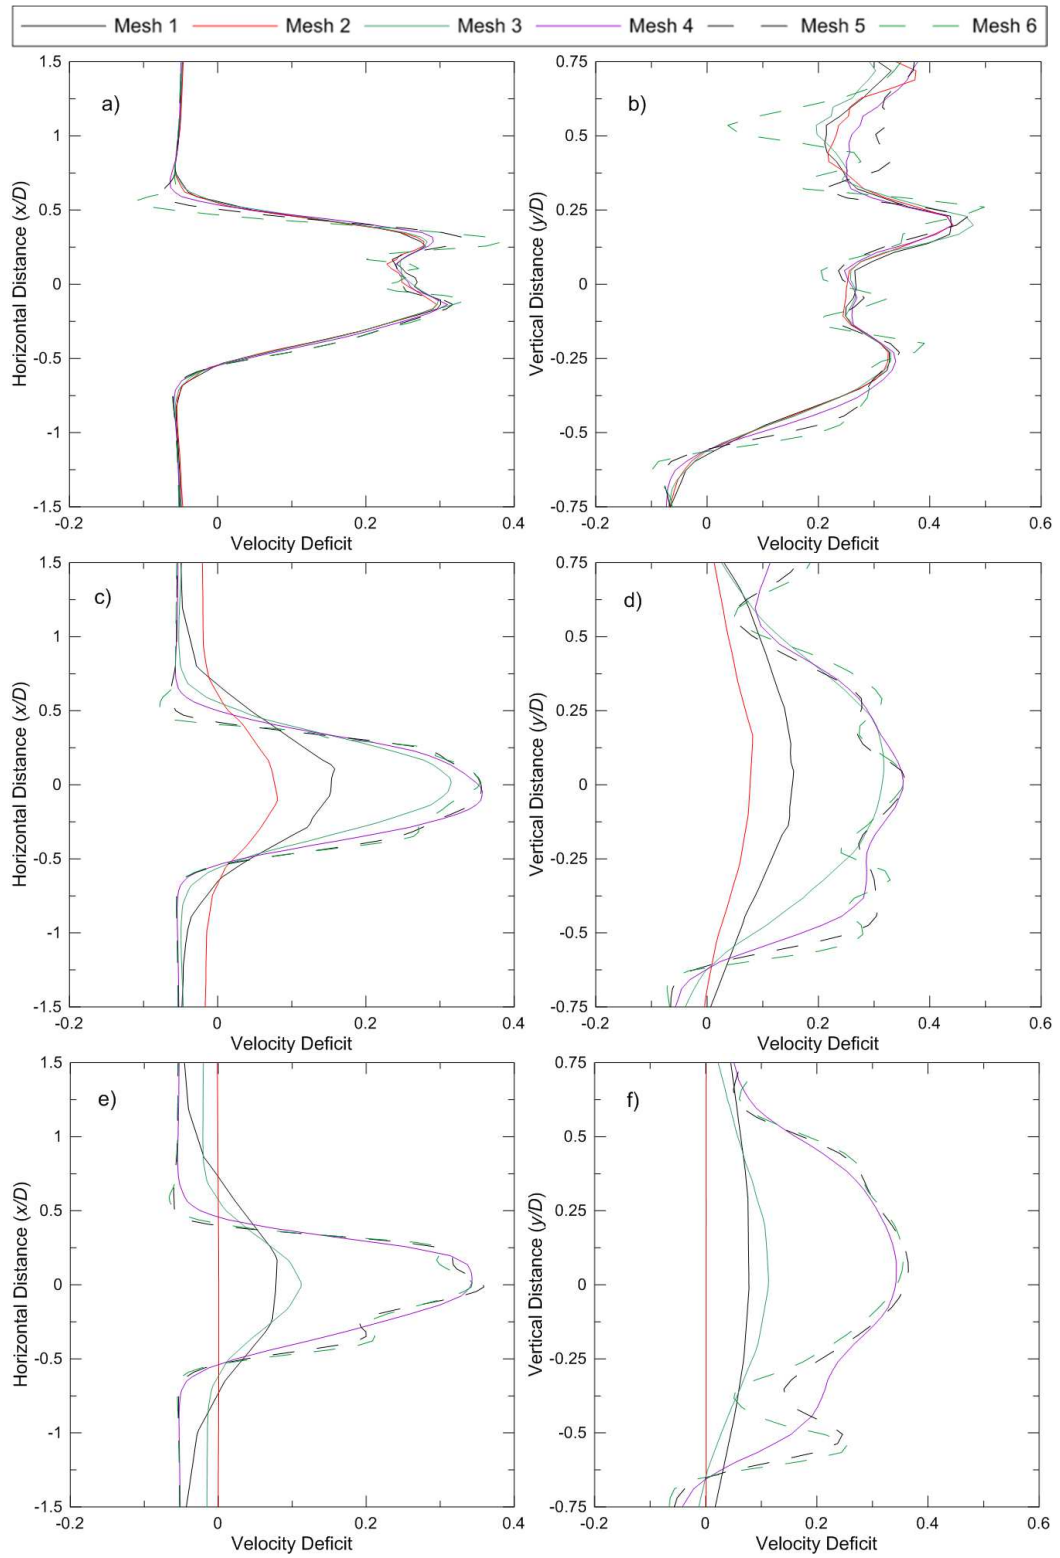 Mesh 1 Mesh 2 Mesh 3 Mesh 4 Mesh 5 Mesh 6
a)
Horizontal Distance (x/D)
1.5
1
0.5
0
-0.5
-1
-1.5
-0.2 0 0.2 0.4
Velocity Deficit
b)
Vertical Distance (y/D)
0.75
0.5
0.25
0
-0.25
-0.5
-0.75
-0.2 0 0.2 0.4 0.6
Velocity Deficit
c)
Horizontal Distance (x/D)
1.5
1
0.5
0
-0.5
-1
-1.5
-0.2 0 0.2 0.4
Velocity Deficit
d)
Vertical Distance (y/D)
0.75
0.5
0.25
0
-0.25
-0.5
-0.75
-0.2 0 0.2 0.4 0.6
Velocity Deficit
e)
Horizontal Distance (x/D)
1.5
1
0.5
0
-0.5
-1
-1.5
-0.2 0 0.2 0.4
Velocity Deficit
f)
Vertical Distance (y/D)
0.75
0.5
0.25
0
-0.25
-0.5
-0.75
-0.2 0 0.2 0.4 0.6
Velocity Deficit